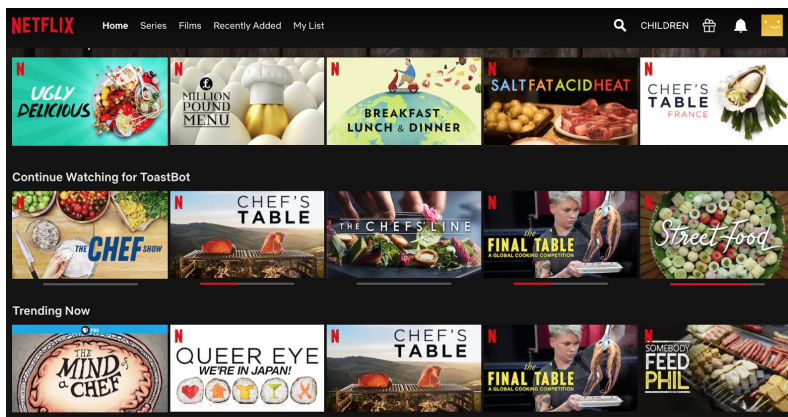 NETFLIX Home Series Films Recently Added My List CHILDREN
N UGLY DELICIOUS
N £ MILLION POUND MENU
N BREAKFAST, LUNCH & DINNER
N SALT FAT ACID HEAT
N CHEF'S TABLE FRANCE
Continue Watching for ToastBot
N THE CHEF SHOW
N CHEF'S TABLE
N THE CHEFS' LINE
N the FINAL TABLE A GLOBAL COOKING COMPETITION
N Street Food
Trending Now
PBS THE MIND of a CHEF
N QUEER EYE WE'RE IN JAPAN!
N CHEF'S TABLE
N the FINAL TABLE A GLOBAL COOKING COMPETITION
N SOMEBODY FEED PHIL